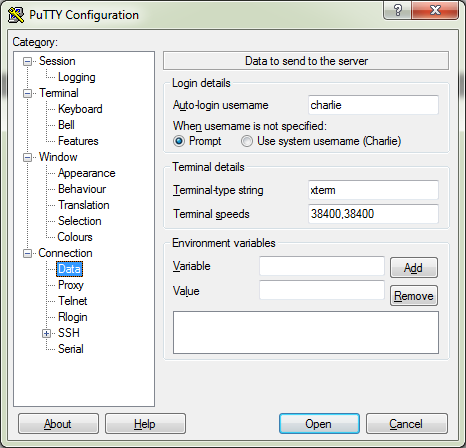 PuTTY Configuration
?
Category:
Session
Logging
Terminal
Keyboard
Bell
Features
Window
Appearance
Behaviour
Translation
Selection
Colours
Connection
Data
Proxy
Telnet
Rlogin
SSH
Serial
Data to send to the server
Login details
Auto-login username charlie
When username is not specified:
Prompt Use system username (Charlie)
Terminal details
Terminal-type string xterm
Terminal speeds 38400,38400
Environment variables
Variable Add
Value Remove
About Help Open Cancel